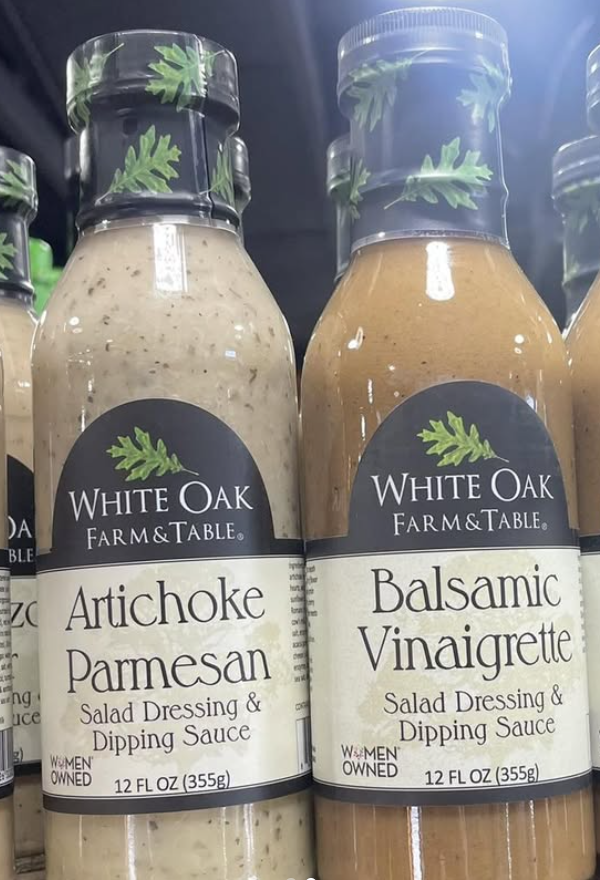 WHITE OAK
FARM&TABLE®
Artichoke
Parmesan
Salad Dressing &
Dipping Sauce
WOMEN
OWNED
12 FL OZ (355g)
WHITE OAK
FARM&TABLE®
Balsamic
Vinaigrette
Salad Dressing &
Dipping Sauce
WOMEN
OWNED
12 FL OZ (355g)